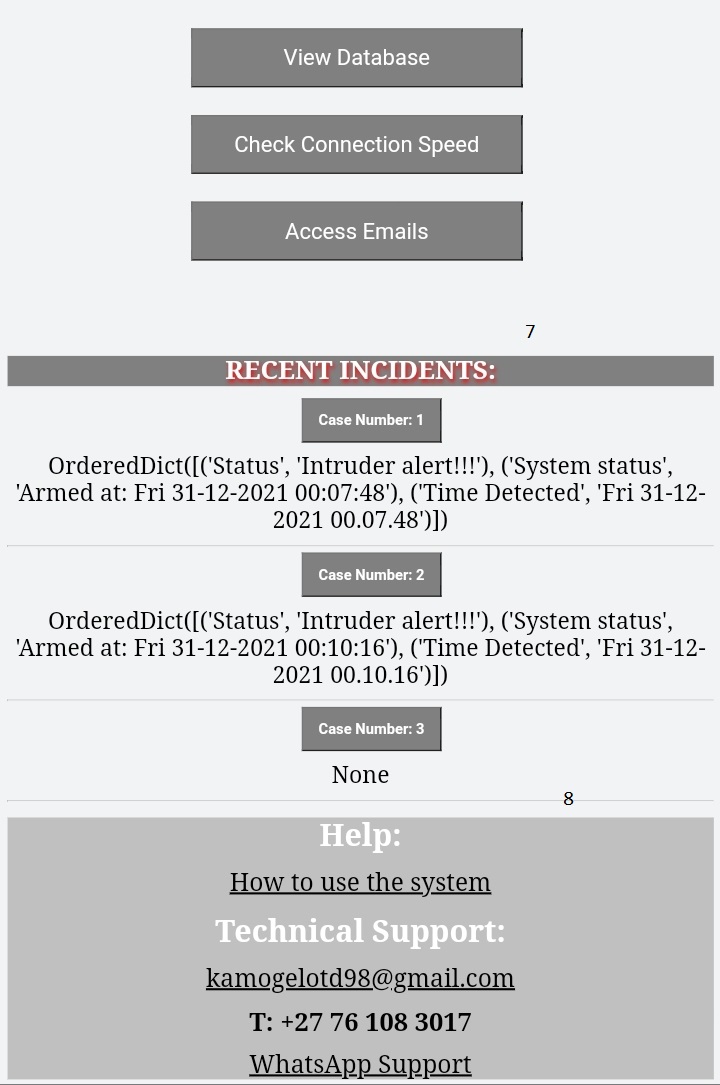 View Database
Check Connection Speed
Access Emails
7
RECENT INCIDENTS:
Case Number: 1
OrderedDict([('Status', 'Intruder alert!!!'), ('System status',
'Armed at: Fri 31-12-2021 00:07:48'), ('Time Detected', 'Fri 31-12-
2021 00.07.48')])
Case Number: 2
OrderedDict([('Status', 'Intruder alert!!!'), ('System status',
'Armed at: Fri 31-12-2021 00:10:16'), ('Time Detected', 'Fri 31-12-
2021 00.10.16')])
Case Number: 3
None
8
Help:
How to use the system
Technical Support:
kamogelotd98@gmail.com
T: +27 76 108 3017
WhatsApp Support